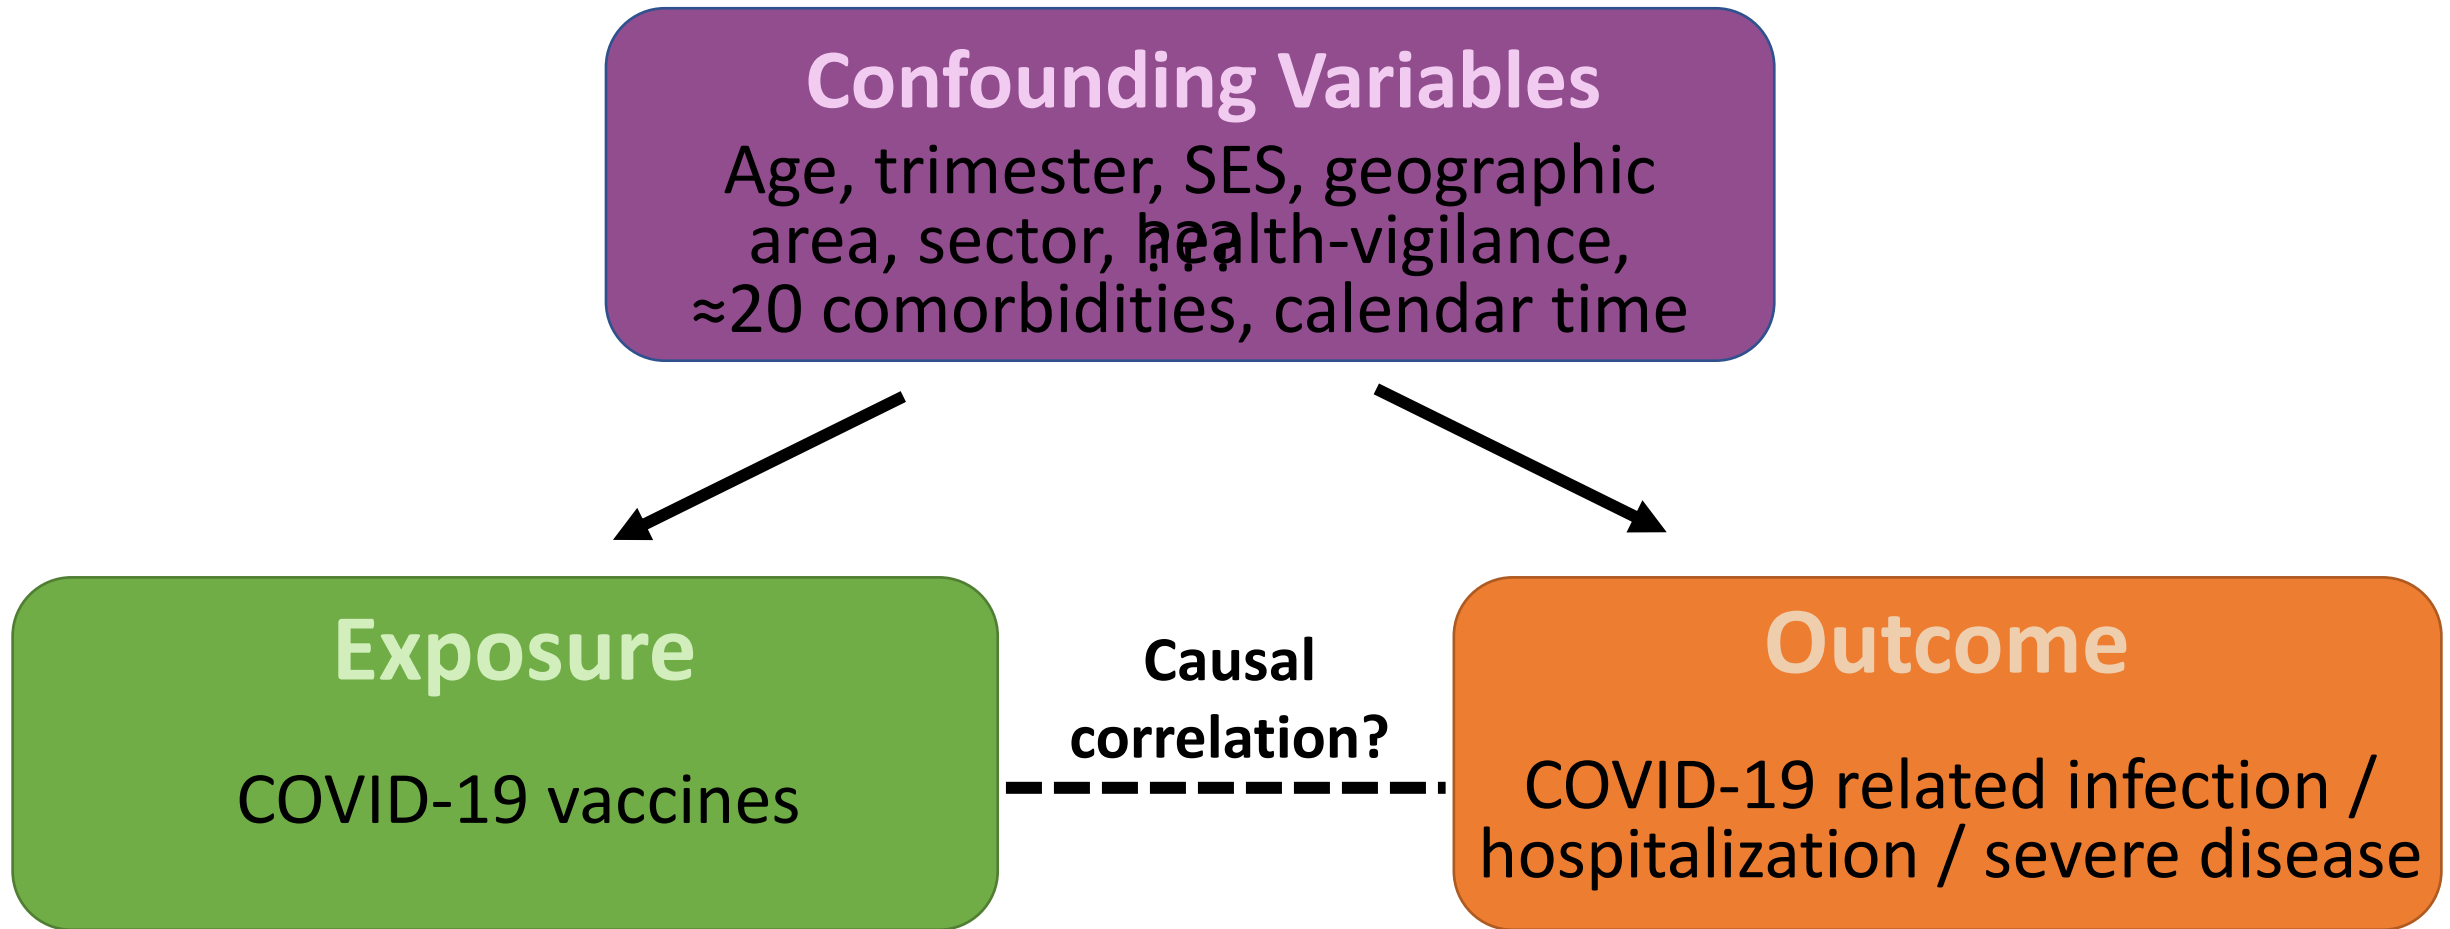 Confounding Variables
Age, trimester, SES, geographic
area, sector, health-vigilance,
???
≈20 comorbidities, calendar time
Exposure
COVID-19 vaccines
Causal
correlation?
Outcome
COVID-19 related infection /
hospitalization / severe disease